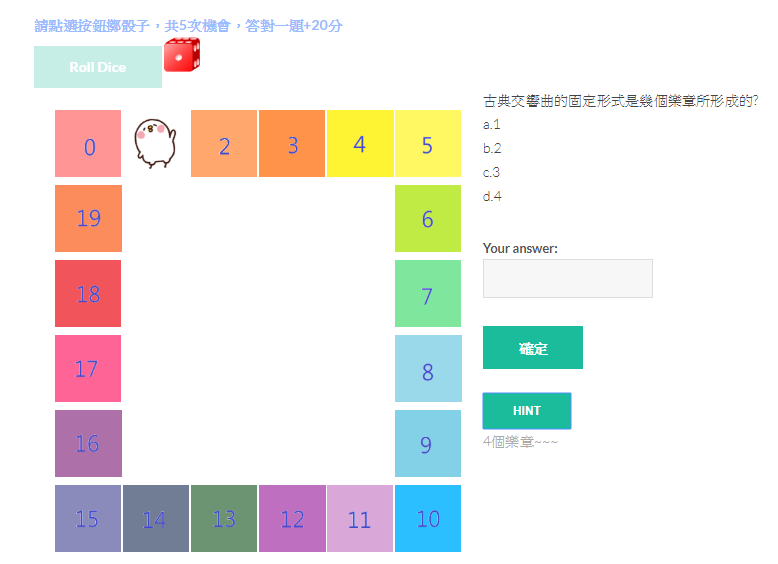 請點選按鈕擲骰子，共5次機會，答對一題+20分
Roll Dice
古典交響曲的固定形式是幾個樂章所形成的?
a.1
b.2
c.3
d.4
Your answer:
確定
HINT
4個樂章~~~
0
2
3
4
5
19
6
18
7
17
8
16
9
15
14
13
12
11
10